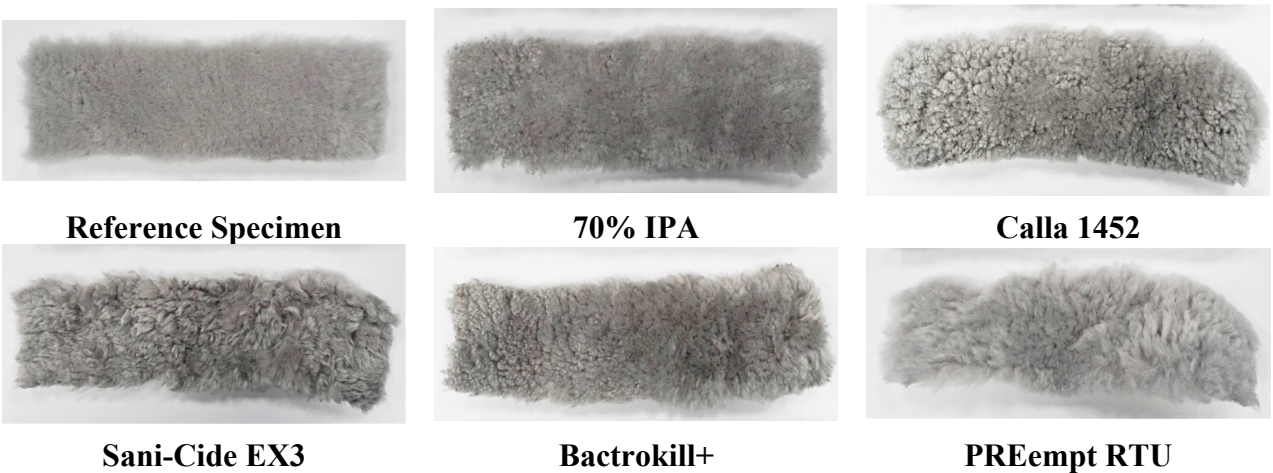 Reference Specimen
70% IPA
Calla 1452
Sani-Cide EX3
Bactrokill+
PREempt RTU